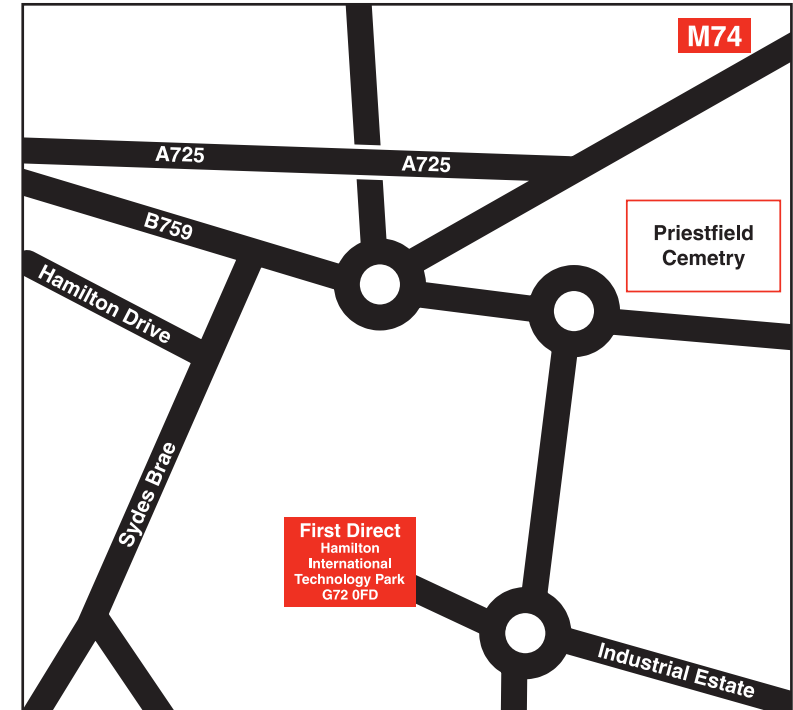 M74
A725
A725
B759
Priestfield
Cemetry
Hamilton Drive
Sydes Brae
First Direct
Hamilton
International
Technology Park
G72 0FD
Industrial Estate